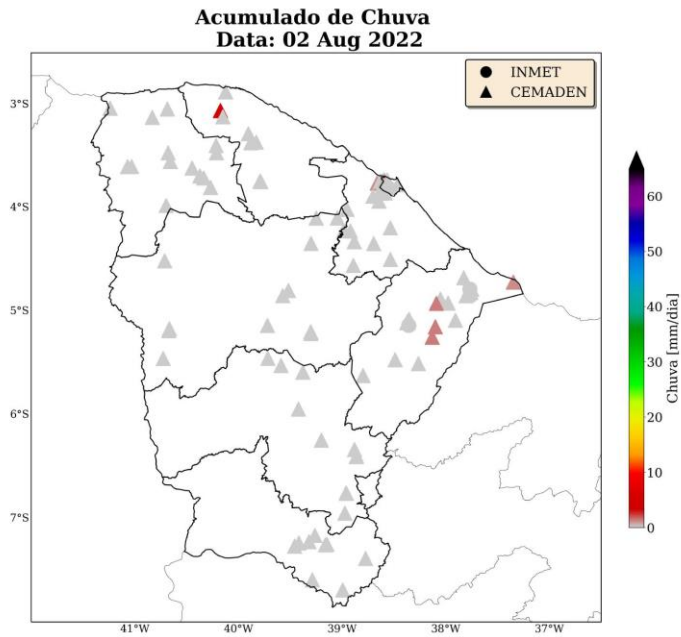 Acumulado de Chuva
Data: 02 Aug 2022
INMET
CEMADEN
3°S
4°S
5°S
6°S
7°S
41°W
40°W
39°W
38°W
37°W
60
50
40
30
20
10
0
Chuva [mm/dia]